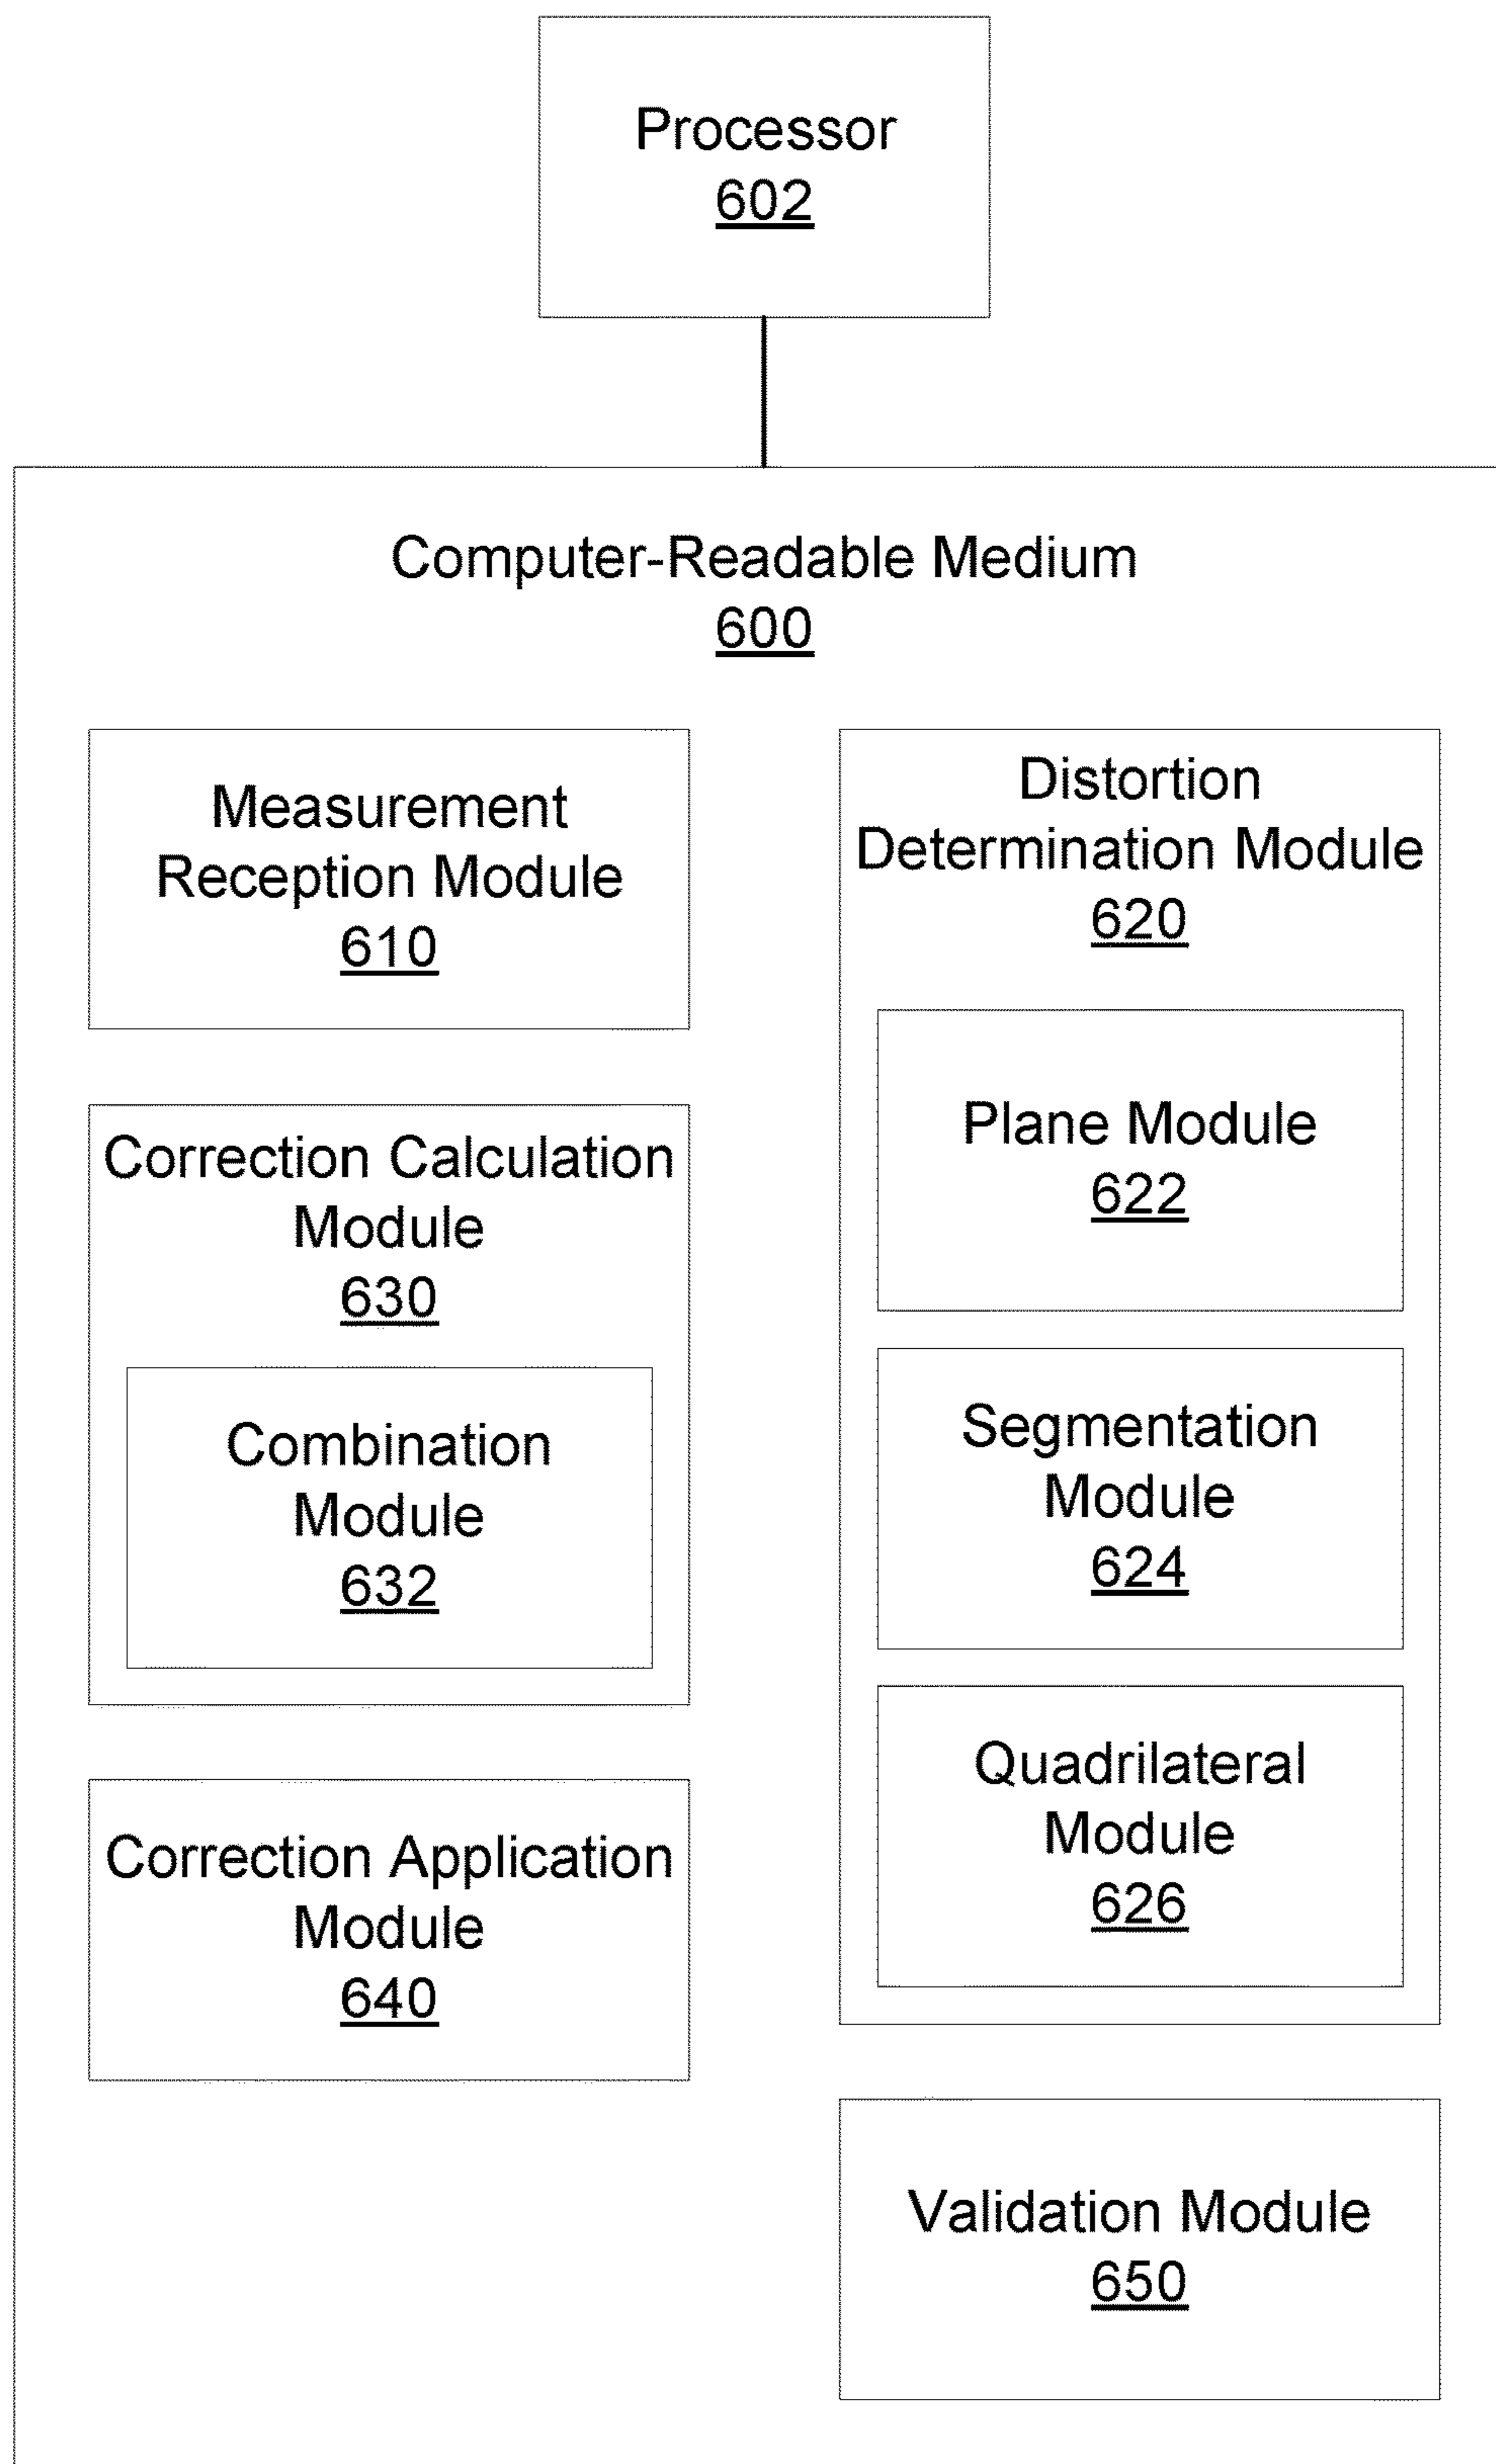 Processor
602
Computer-Readable Medium
600
Measurement
Reception Module
610
Correction Calculation
Module
630
Combination
Module
632
Correction Application
Module
640
Distortion
Determination Module
620
Plane Module
622
Segmentation
Module
624
Quadrilateral
Module
626
Validation Module
650